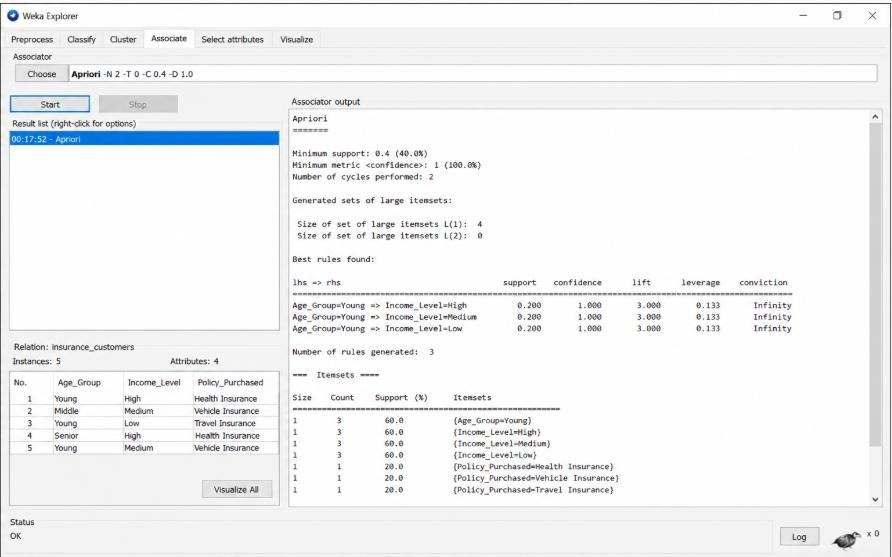 Weka Explorer
Preprocess Classify Cluster Associate Select attributes Visualize
Associator
Choose Apriori -N 2 -T 0 -C 0.4 -D 1.0
Start Stop
Result list (right-click for options)
00:17:52 - Apriori
Relation: insurance_customers
Instances: 5 Attributes: 4
No. Age_Group Income_Level Policy_Purchased
1 Young High Health Insurance
2 Middle Medium Vehicle Insurance
3 Young Low Travel Insurance
4 Senior High Health Insurance
5 Young Medium Vehicle Insurance
Visualize All
Associator output
Apriori
=======
Minimum support: 0.4 (40.0%)
Minimum metric <confidence>: 1 (100.0%)
Number of cycles performed: 2
Generated sets of large itemsets:
Size of set of large itemsets L(1): 4
Size of set of large itemsets L(2): 0
Best rules found:
lhs => rhs support confidence lift leverage conviction
Age_Group=Young => Income_Level=High 0.200 1.000 3.000 0.133 Infinity
Age_Group=Young => Income_Level=Medium 0.200 1.000 3.000 0.133 Infinity
Age_Group=Young => Income_Level=Low 0.200 1.000 3.000 0.133 Infinity
Number of rules generated: 3
=== Itemsets ====
Size Count Support (%) Itemsets
1 3 60.0 {Age_Group=Young}
1 3 60.0 {Income_Level=High}
1 3 60.0 {Income_Level=Medium}
1 3 60.0 {Income_Level=Low}
1 1 20.0 {Policy_Purchased=Health Insurance}
1 1 20.0 {Policy_Purchased=Vehicle Insurance}
1 1 20.0 {Policy_Purchased=Travel Insurance}
Status
OK
Log x 0